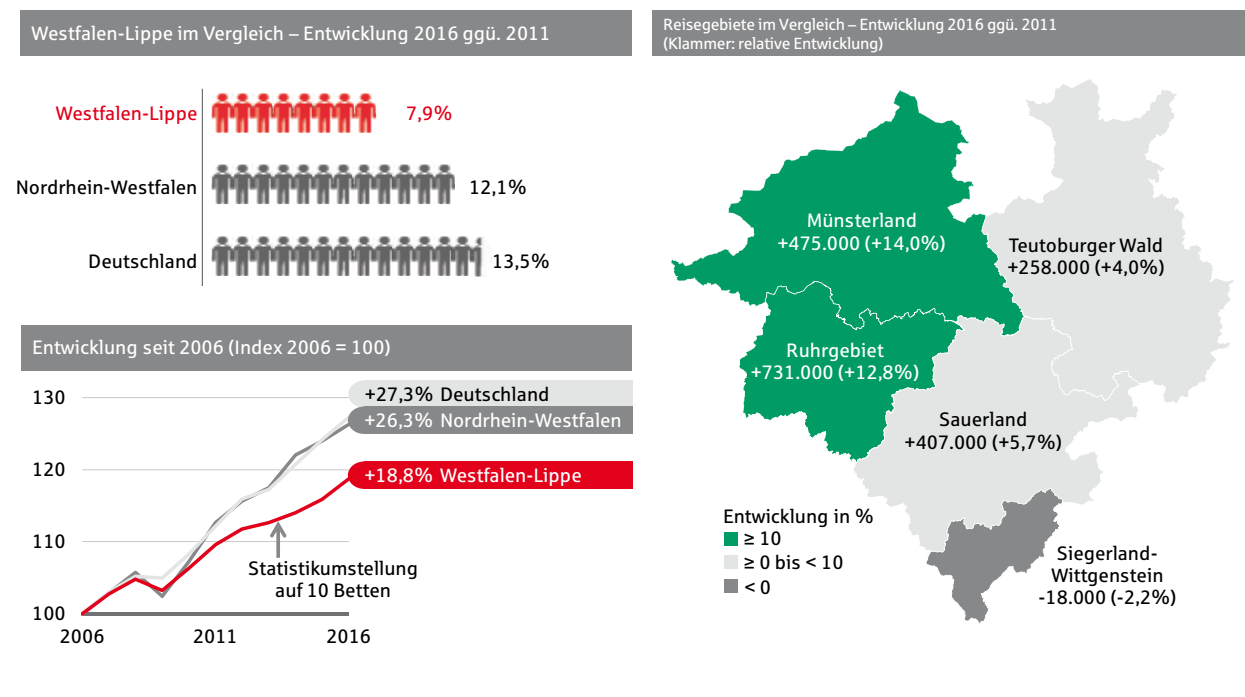 Westfalen-Lippe im Vergleich – Entwicklung 2016 ggü. 2011
Westfalen-Lippe
7,9%
Nordrhein-Westfalen
12,1%
Deutschland
13,5%
Entwicklung seit 2006 (Index 2006 = 100)
130
120
110
100
2006
2011
2016
+27,3% Deutschland
+26,3% Nordrhein-Westfalen
+18,8% Westfalen-Lippe
Statistikumstellung
auf 10 Betten
Reisegebiete im Vergleich – Entwicklung 2016 ggü. 2011
(Klammer: relative Entwicklung)
Münsterland
+475.000 (+14,0%)
Teutoburger Wald
+258.000 (+4,0%)
Ruhrgebiet
+731.000 (+12,8%)
Sauerland
+407.000 (+5,7%)
Entwicklung in %
≥ 10
≥ 0 bis < 10
< 0
Siegerland-
Wittgenstein
-18.000 (-2,2%)